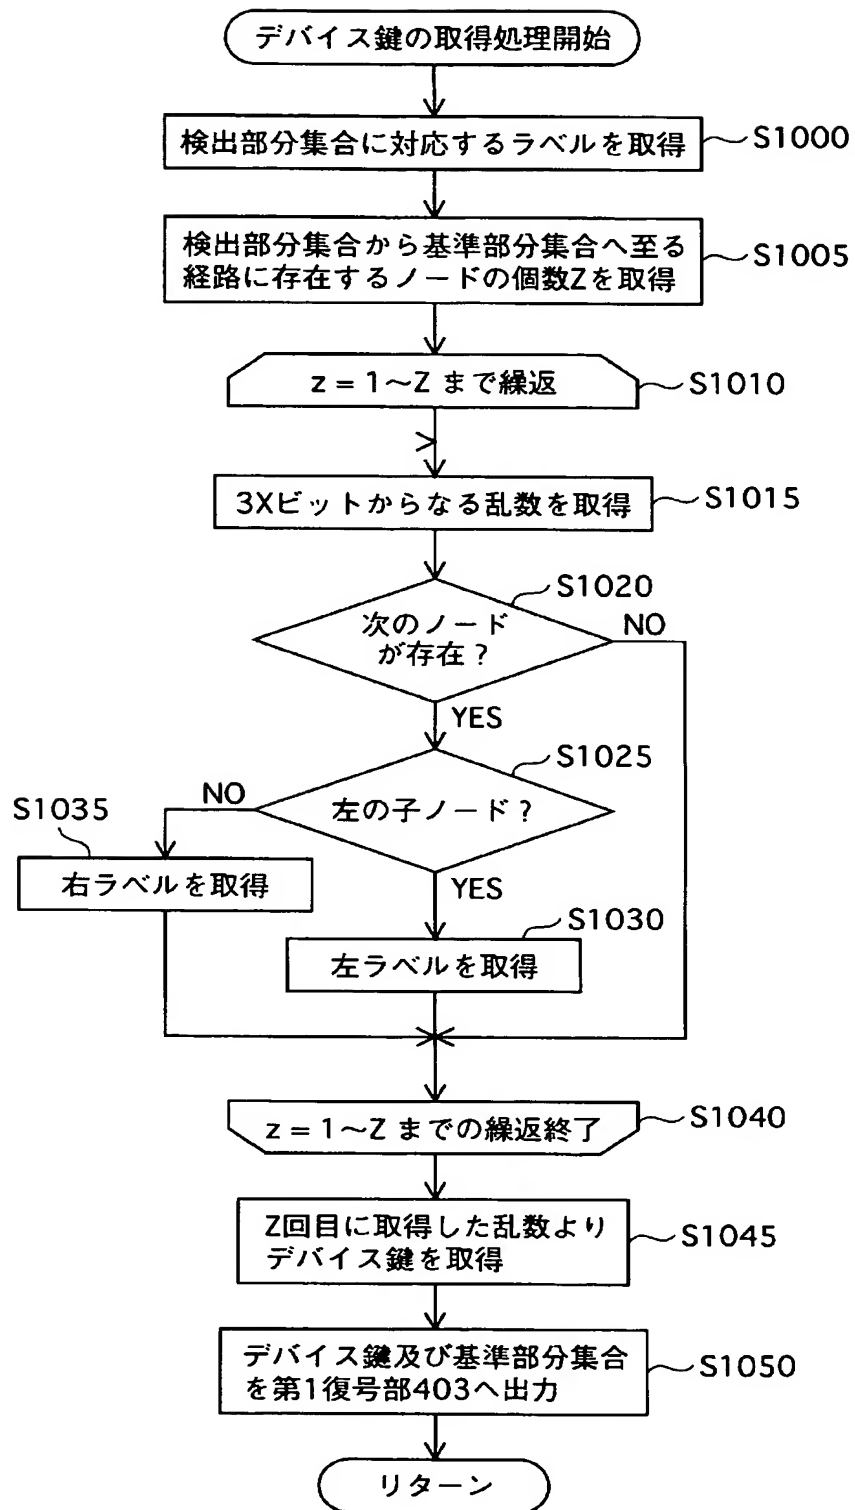 デバイス鍵の取得処理開始
検出部分集合に対応するラベルを取得
S1000
検出部分集合から基準部分集合へ至る
経路に存在するノードの個数Zを取得
S1005
z = 1～Z まで繰返
S1010
3Xビットからなる乱数を取得
S1015
S1020
次のノード
が存在？
NO
YES
S1025
左の子ノード？
NO
S1035
右ラベルを取得
YES
S1030
左ラベルを取得
z = 1～Z までの繰返終了
S1040
Z回目に取得した乱数より
デバイス鍵を取得
S1045
デバイス鍵及び基準部分集合
を第1復号部403へ出力
S1050
リターン